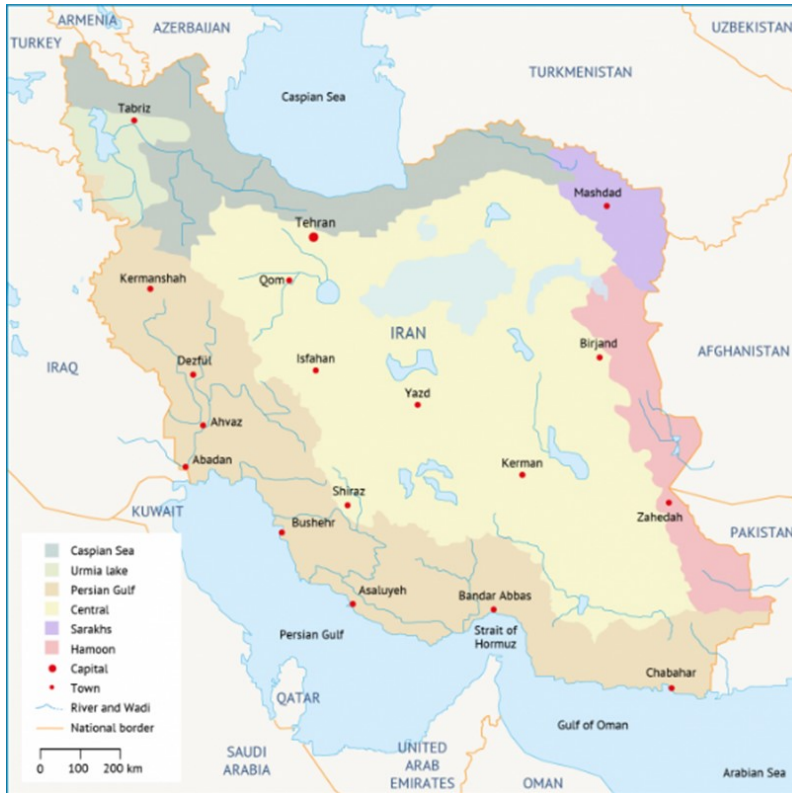 ARMENIA
AZERBAIJAN
TURKEY
UZBEKISTAN
TURKMENISTAN
Caspian Sea
Tabriz
Mashdad
Tehran
Qom
Kermanshah
IRAN
Birjand
AFGHANISTAN
IRAQ
Dezful
Isfahan
Yazd
Ahvaz
Abadan
Kerman
Shiraz
KUWAIT
Bushehr
Zahedah
PAKISTAN
Asaluyeh
Bandar Abbas
Strait of
Hormuz
Persian Gulf
Chabahar
QATAR
Gulf of Oman
SAUDI
ARABIA
UNITED
ARAB
EMIRATES
OMAN
Arabian Sea
Caspian Sea
Urmia lake
Persian Gulf
Central
Sarakhs
Hamoon
Capital
Town
River and Wadi
National border
0 100 200 km